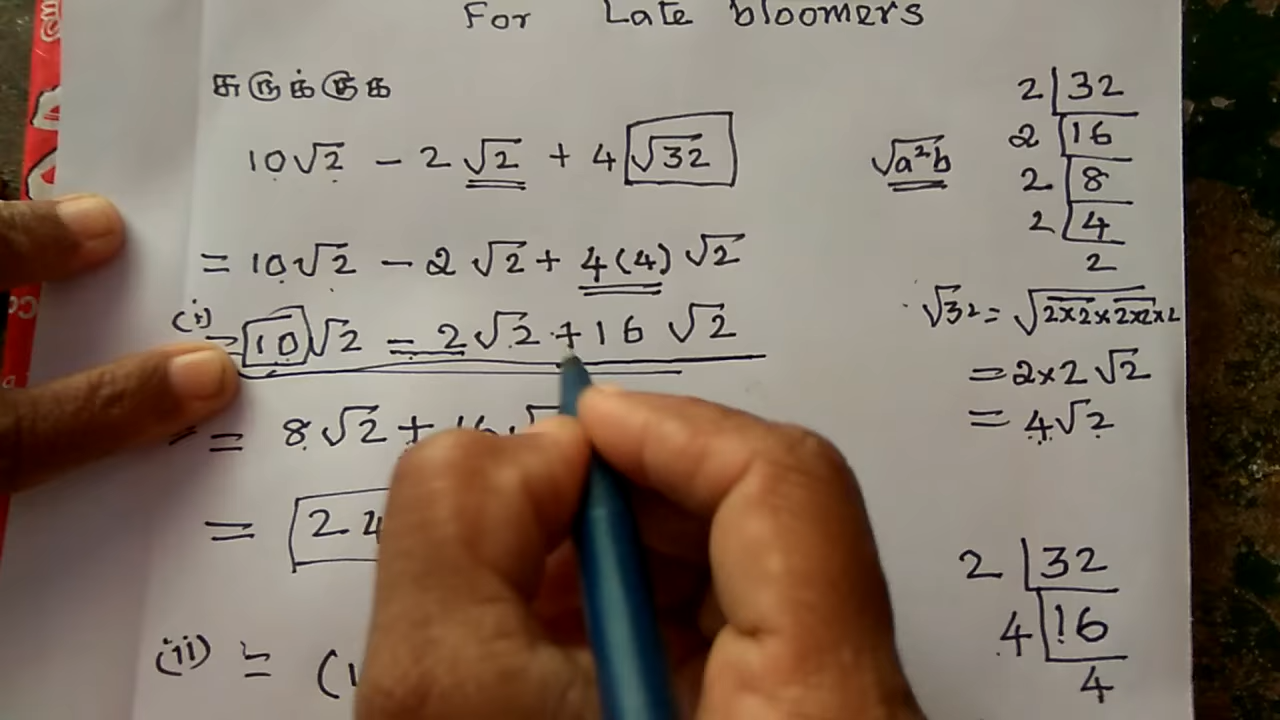 For Late bloomers
சுருக்குக
10√2 - 2√2 + 4√32
= 10√2 - 2√2 + 4(4)√2
(i)
= 10√2 - 2√2 + 16√2
= 8√2 + 16√
= 24
(ii) = (1
√a²b
2 32
2 16
2 8
2 4
2
√32 = √2×2×2×2×2
= 2×2√2
= 4√2
2 32
4 16
4